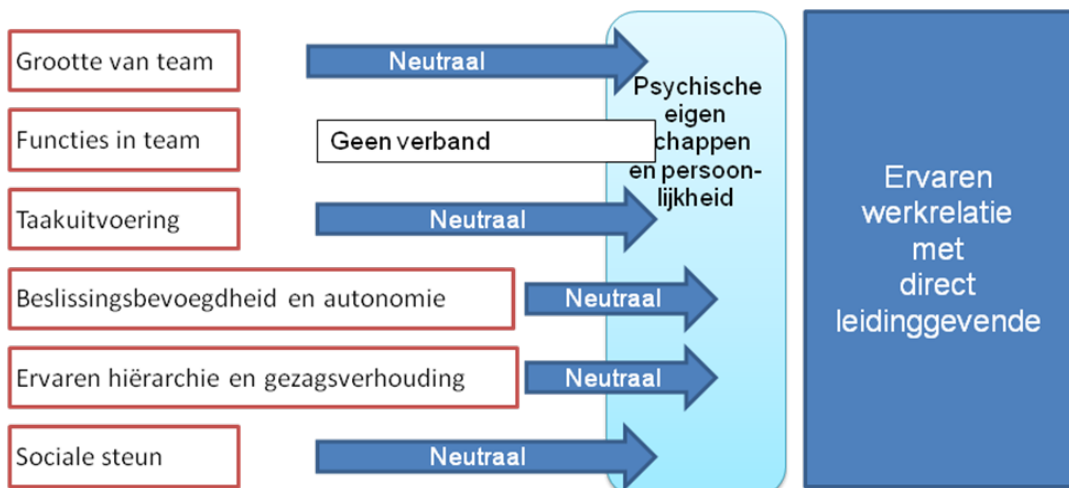 Grootte van team
Neutraal
Functies in team
Geen verband
Taakuitvoering
Neutraal
Beslissingsbevoegdheid en autonomie
Neutraal
Ervaren hiërarchie en gezagsverhouding
Neutraal
Sociale steun
Neutraal
Psychische
eigen
schappen
en persoon-
lijkheid
Ervaren
werkrelatie
met
direct
leidinggevende